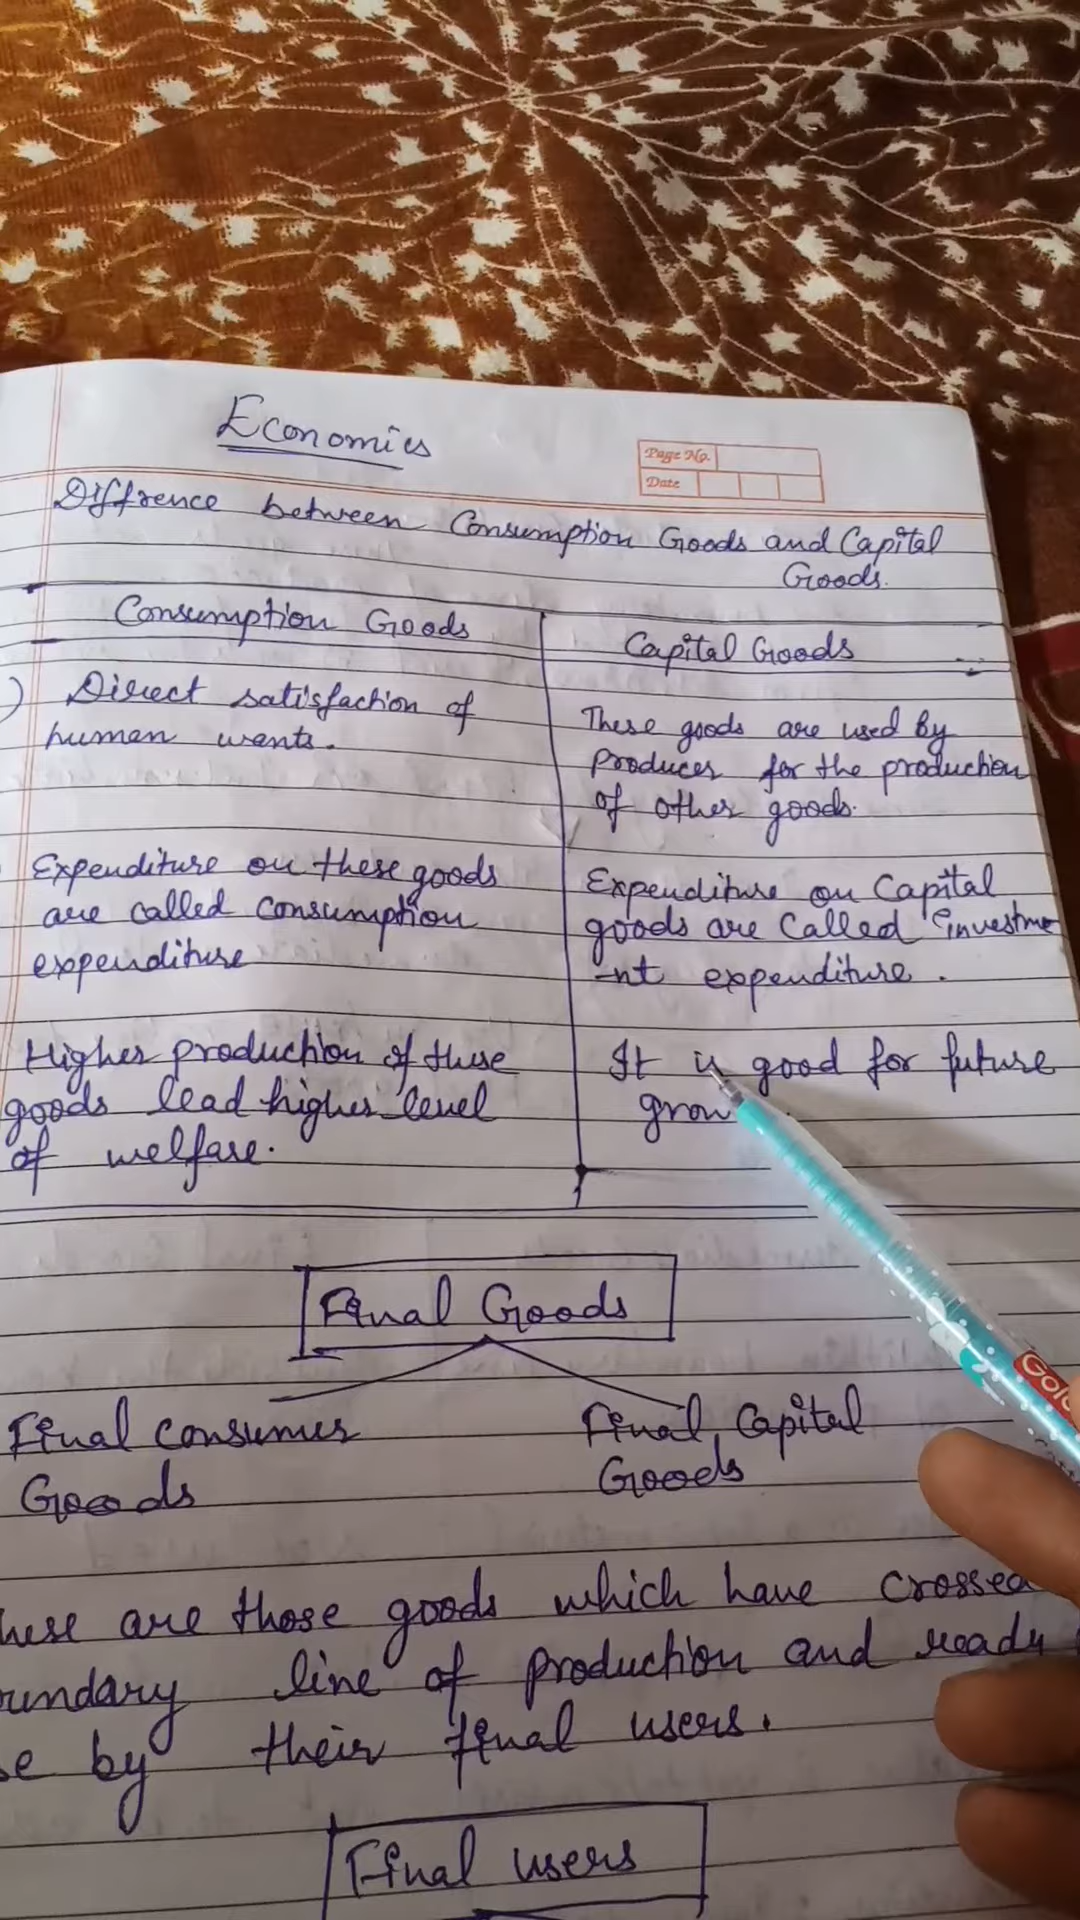 Economics
Page No.
Date
Diffrence between Consumption Goods and Capital
Goods.
Consumption Goods
Capital Goods
) Direct satisfaction of
human wants.
These goods are used by
producer for the production
of other goods.
Expenditure on these goods
are called consumption
expenditure
Expenditure on Capital
goods are called investme
-nt expenditure.
Higher production of these
goods lead higher level
of welfare.
It is good for future
Final Goods
Final consumer
Goods
Final Capital
Goods
are those goods which have crossed
line of production and ready
by their final users.
Final users